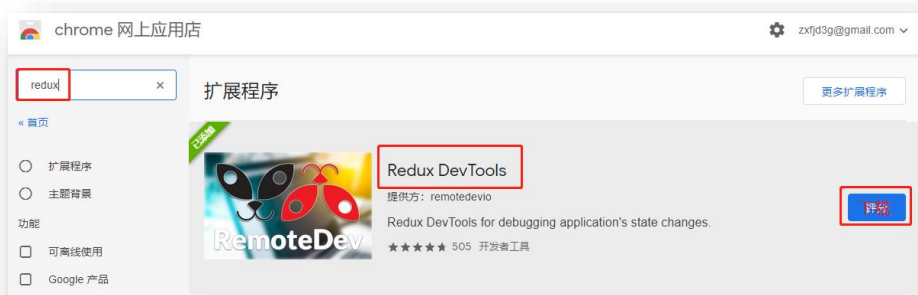 chrome 网上应用店
zxfjd3g@gmail.com
redux
×
扩展程序
更多扩展程序
«首页
已添加
扩展程序
主题背景
功能
可离线使用
Google 产品
RemoteDev
Redux DevTools
提供方：remotedevio
Redux DevTools for debugging application's state changes.
505 开发者工具
下载